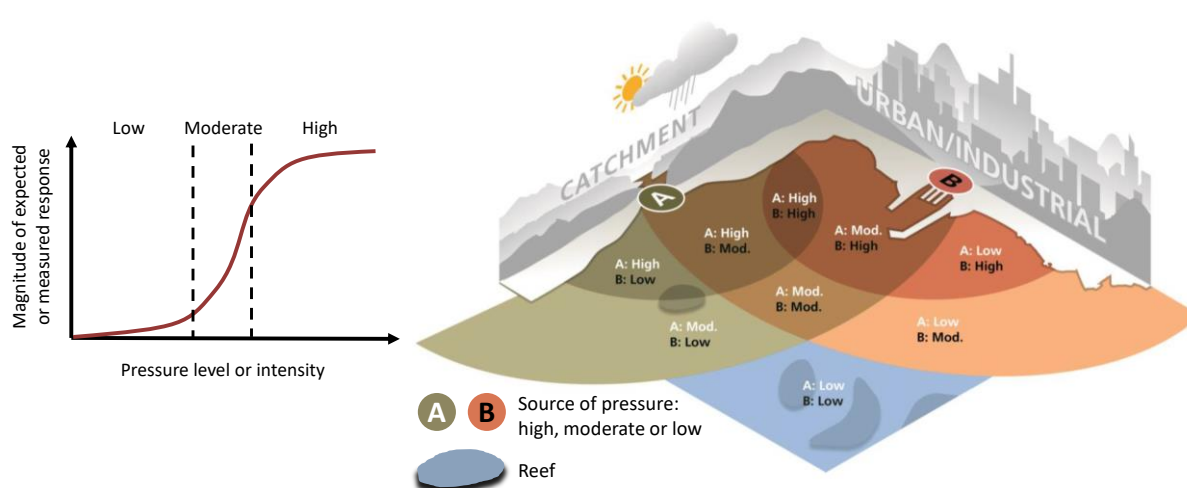 Low
Moderate
High
Magnitude of expected
or measured response
Pressure level or intensity
CATCHMENT
URBAN/INDUSTRIAL
A
B
A: High
B: High
A: High
B: Mod.
A: Mod.
B: High
A: Low
B: High
A: High
B: Low
A: Mod.
B: Mod.
A: Mod.
B: Low
A: Low
B: Mod.
A: Low
B: Low
A
B
Source of pressure:
high, moderate or low
Reef